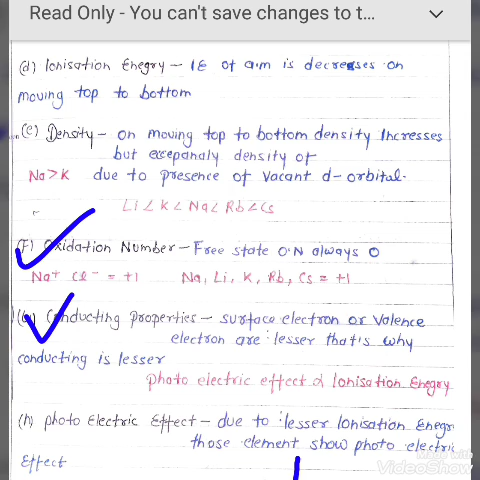 Read Only - You can't save changes to t...
(d) Ionisation Enegry - IE of a.m is decreases on
moving top to bottom
(e) Density - on moving top to bottom density Incresses
but excepanaly density of
Na > K due to presence of vacant d-orbital.
Li < K < Na < Rb < Cs
(F) Oxidation Number - Free state O.N always 0
Na+ Cl- = +1 Na, Li, K, Rb, Cs = +1
Conducting properties - surface electron or Valence
electron are lesser that's why
conducting is lesser
photo electric effect α Ionisation Enegry
(h) photo Electric Effect - due to lesser Ionisation Enegr
those element show photo electric
Effect
Made with
VideoShow